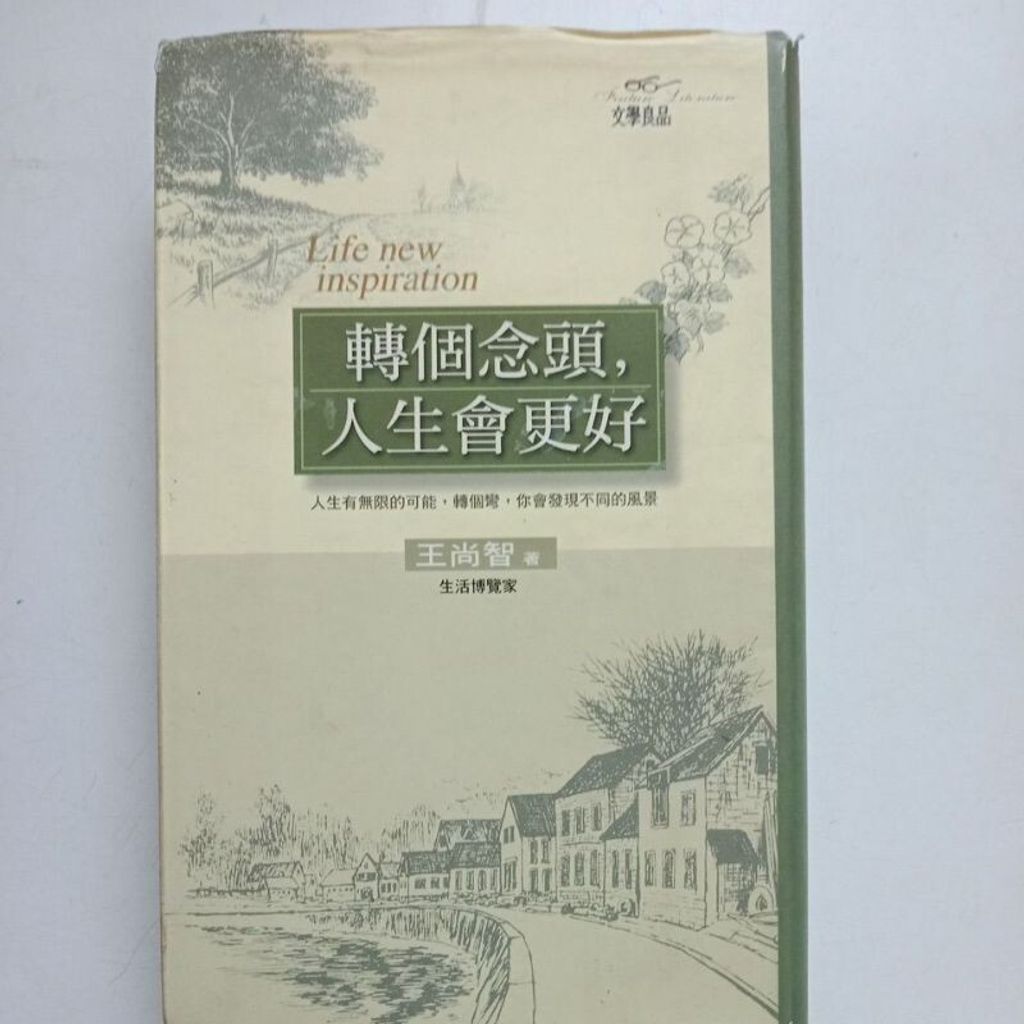 文學良品
Life new
inspiration
轉個念頭,
人生會更好
人生有無限的可能，轉個彎，你會發現不同的風景
王尚智 著
生活博覽家